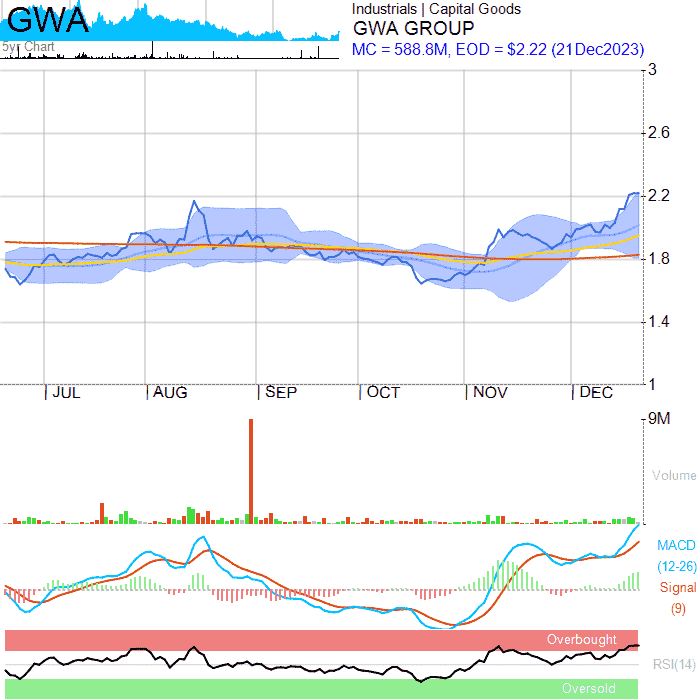 GWA
5yr Chart
Industrials | Capital Goods
GWA GROUP
MC = 588.8M, EOD = $2.22 (21Dec2023)
3
2.6
2.2
1.8
1.4
1
JUL AUG SEP OCT NOV DEC
9M
Volume
MACD
(12-26)
Signal
(9)
Overbought
RSI(14)
Oversold